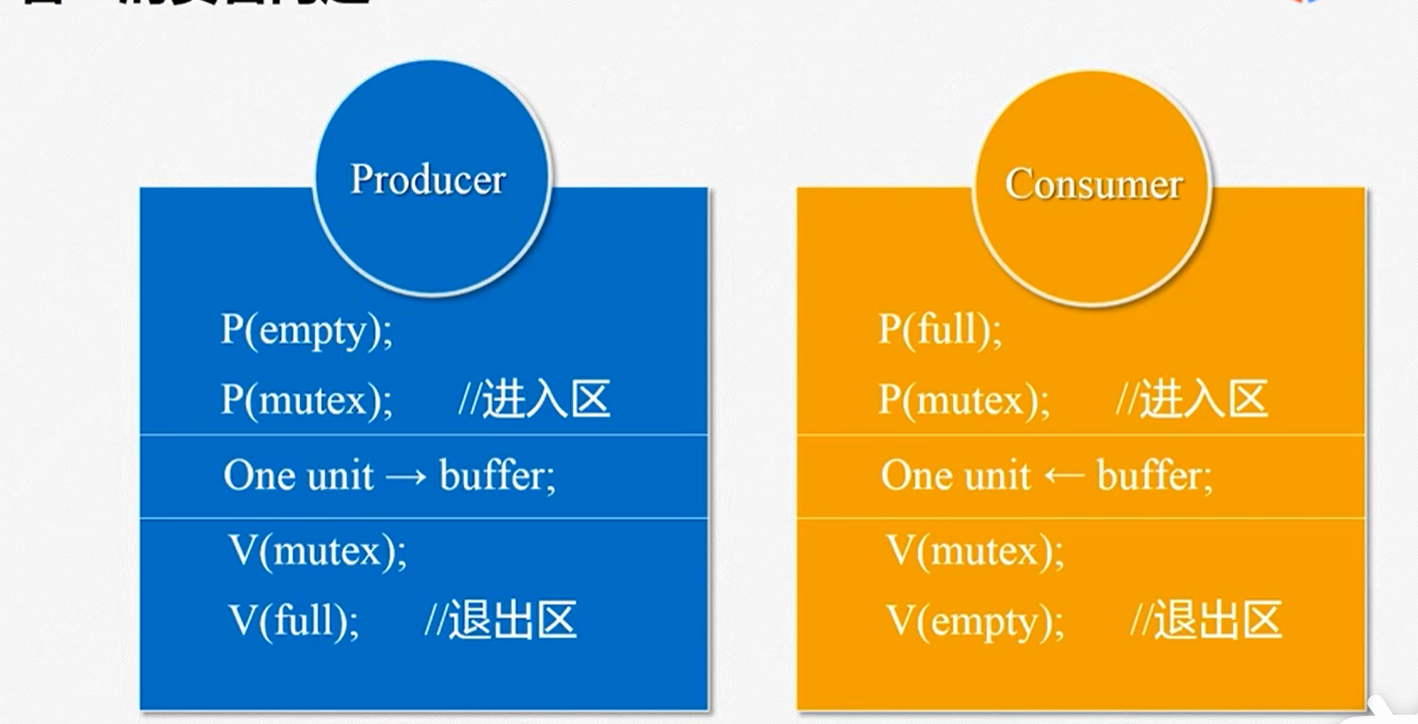 Producer
P(empty);
P(mutex); //进入区
One unit → buffer;
V(mutex);
V(full); //退出区
Consumer
P(full);
P(mutex); //进入区
One unit ← buffer;
V(mutex);
V(empty); //退出区